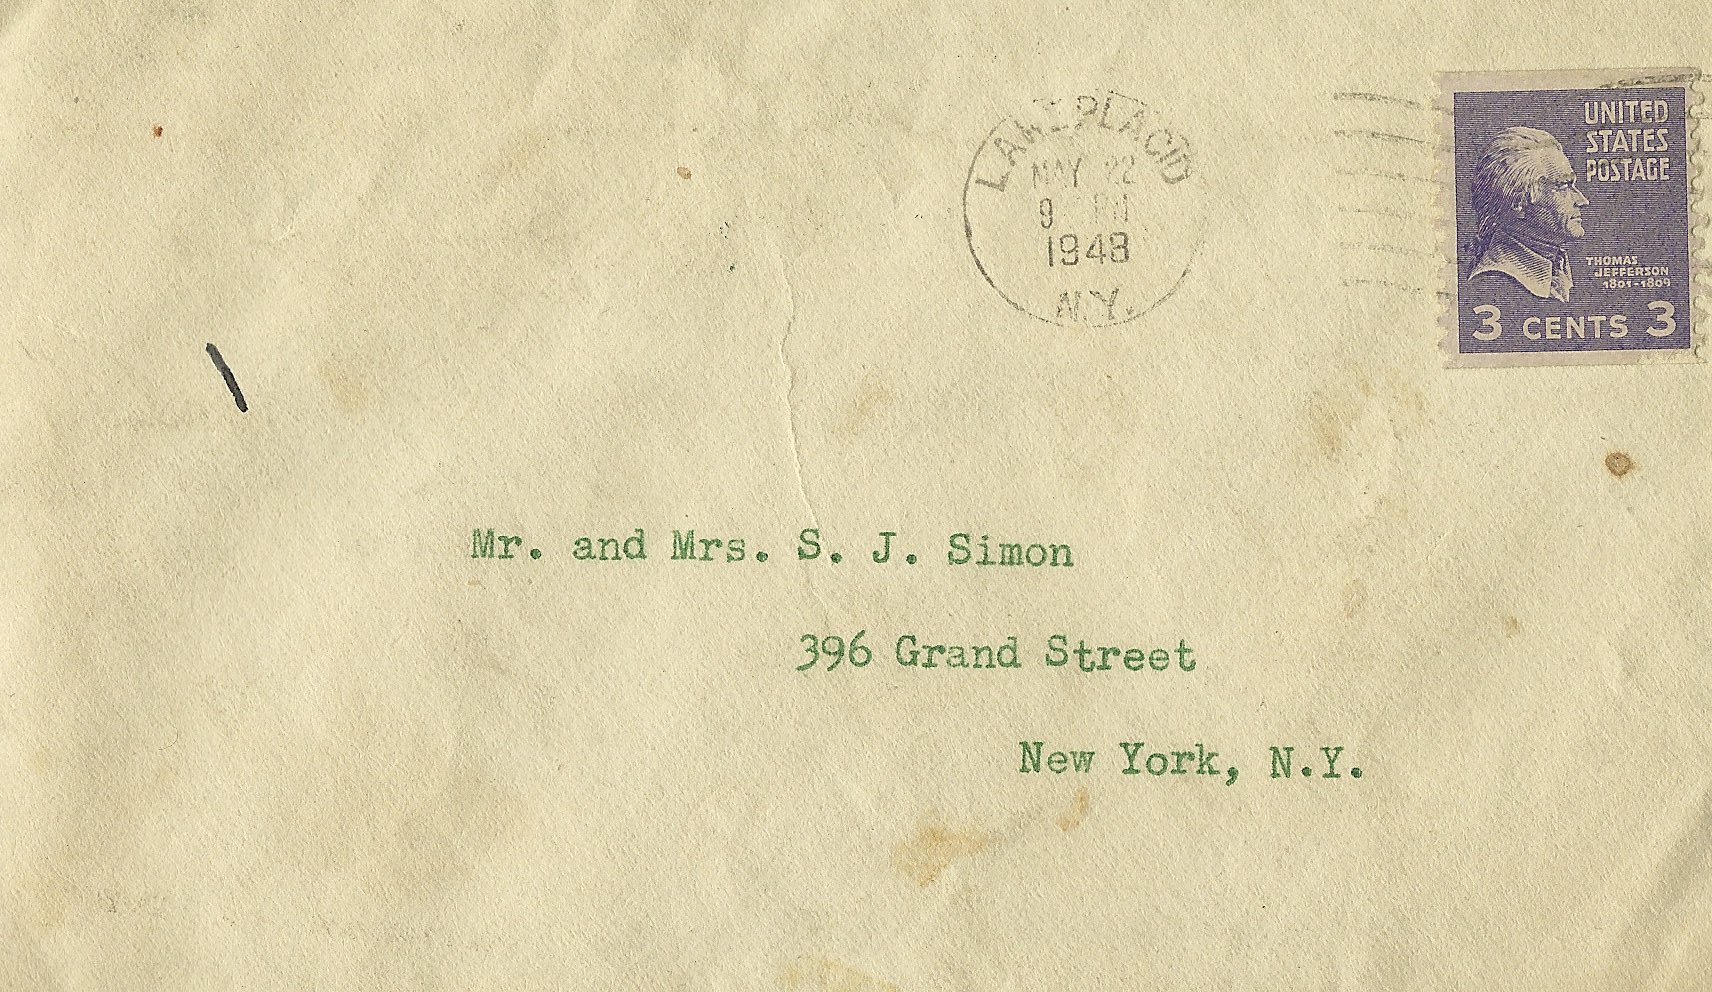 LAKE PLACID
MAY 22
9 PM
1948
N.Y.
UNITED
STATES
POSTAGE
THOMAS
JEFFERSON
1801-1809
3 CENTS 3
Mr. and Mrs. S. J. Simon
396 Grand Street
New York, N.Y.